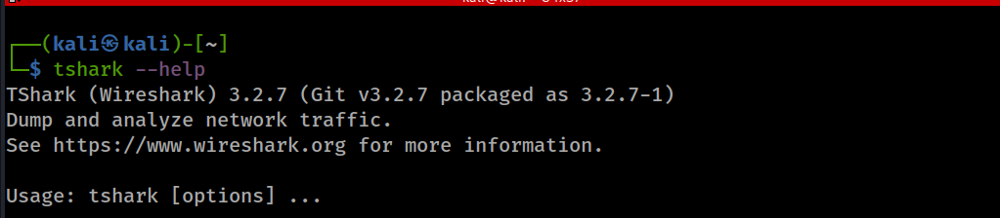 ┌──(kali㉿kali)-[~]
└─$ tshark --help
TShark (Wireshark) 3.2.7 (Git v3.2.7 packaged as 3.2.7-1)
Dump and analyze network traffic.
See https://www.wireshark.org for more information.
Usage: tshark [options] ...